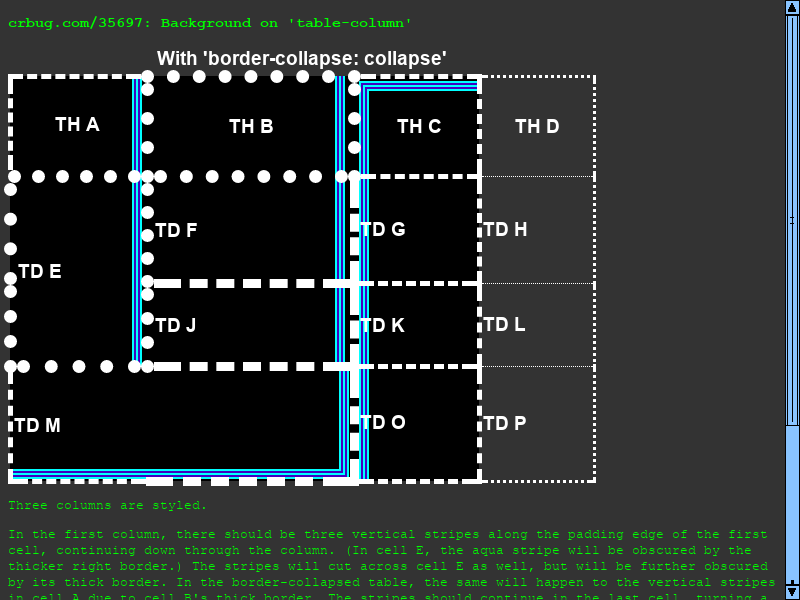 crbug.com/35697: Background on 'table-column'
With 'border-collapse: collapse'
TH A TH B TH C TH D
TD E TD F TD G TD H
TD J TD K TD L
TD M TD O TD P
Three columns are styled.
In the first column, there should be three vertical stripes along the padding edge of the first
cell, continuing down through the column. (In cell E, the aqua stripe will be obscured by the
thicker right border.) The stripes will cut across cell E as well, but will be further obscured
by its thick border. In the border-collapsed table, the same will happen to the vertical stripes
in cell A due to cell B's thick border. The stripes should continue in the last cell, turning a